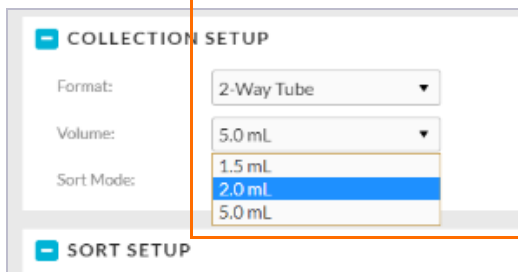 COLLECTION SETUP
Format: 2-Way Tube
Volume: 5.0 mL
1.5 mL
Sort Mode: 2.0 mL
5.0 mL
SORT SETUP